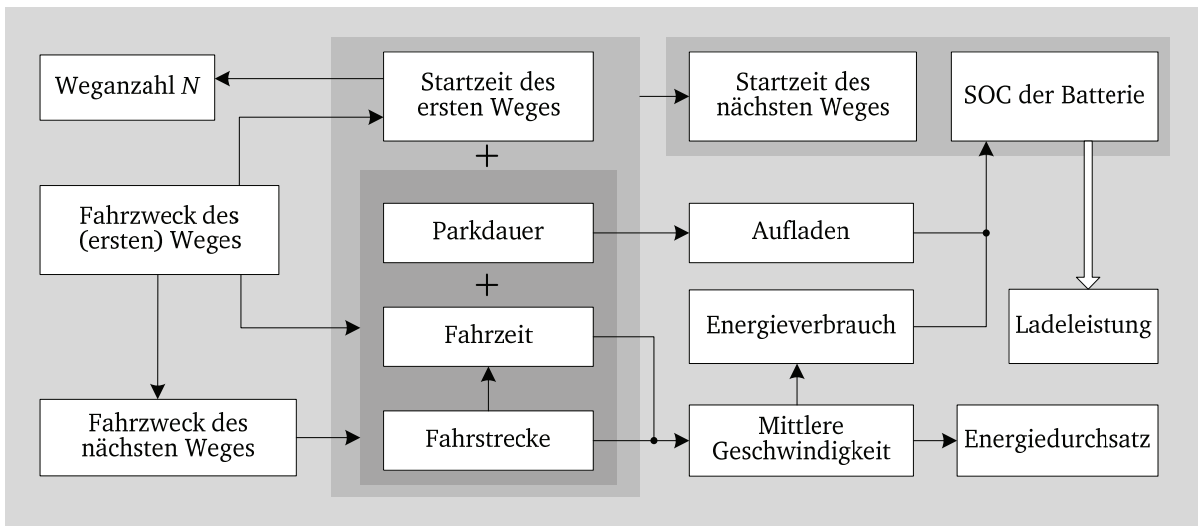 Weganzahl N
Startzeit des
ersten Weges
Startzeit des
nächsten Weges
SOC der Batterie
+
Fahrzweck des
(ersten) Weges
Parkdauer
Aufladen
+
Fahrzeit
Energieverbrauch
Ladeleistung
Fahrzweck des
nächsten Weges
Fahrstrecke
Mittlere
Geschwindigkeit
Energiedurchsatz